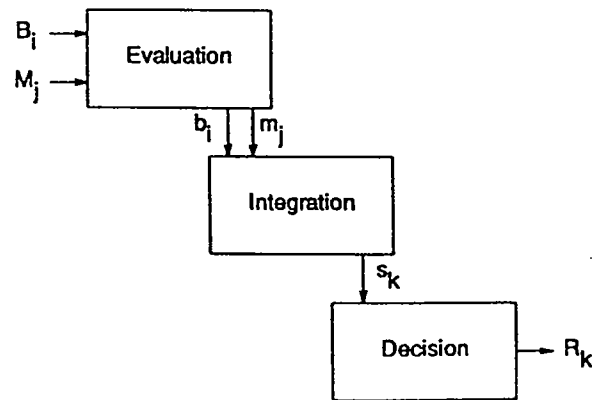 B_i
Evaluation
M_j
b_i m_j
Integration
s_k
Decision
R_k